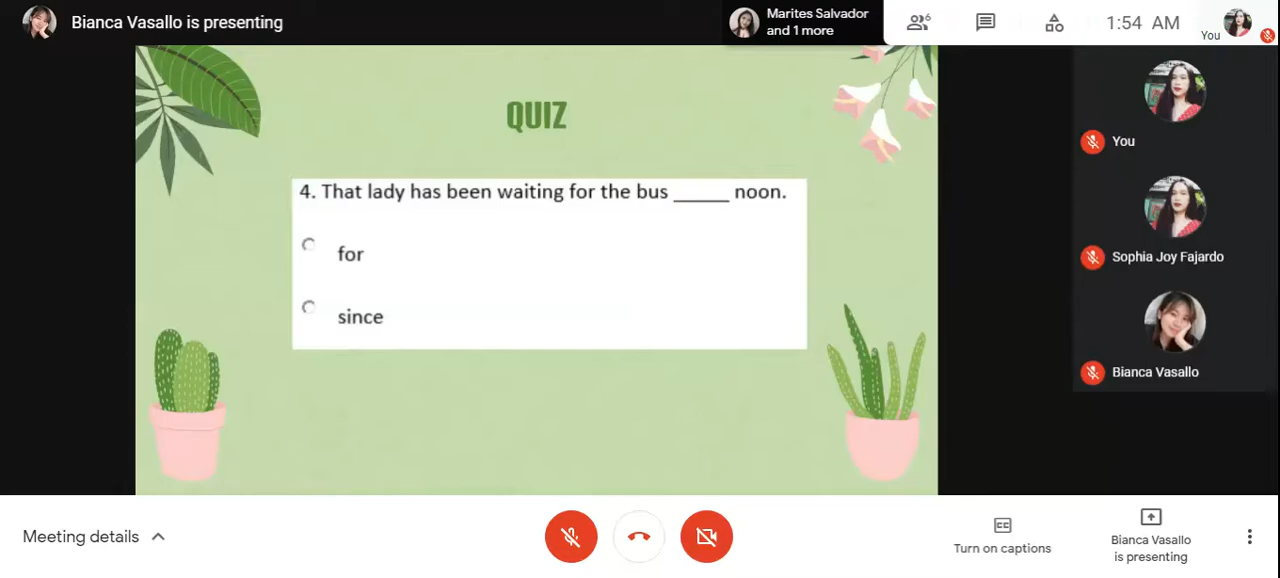 Bianca Vasallo is presenting
Marites Salvador
and 1 more
6
1:54 AM
You
QUIZ
4. That lady has been waiting for the bus _____ noon.
for
since
You
Sophia Joy Fajardo
Bianca Vasallo
Meeting details
Turn on captions
Bianca Vasallo
is presenting